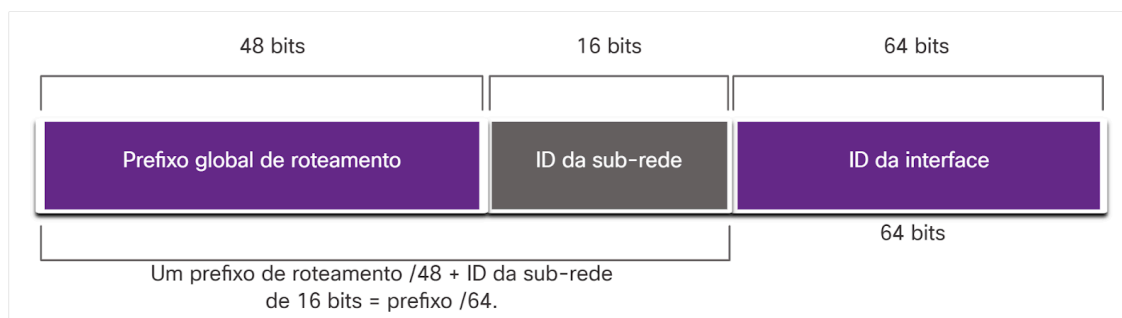 48 bits
16 bits
64 bits
Prefixo global de roteamento
ID da sub-rede
ID da interface
64 bits
Um prefixo de roteamento /48 + ID da sub-rede
de 16 bits = prefixo /64.